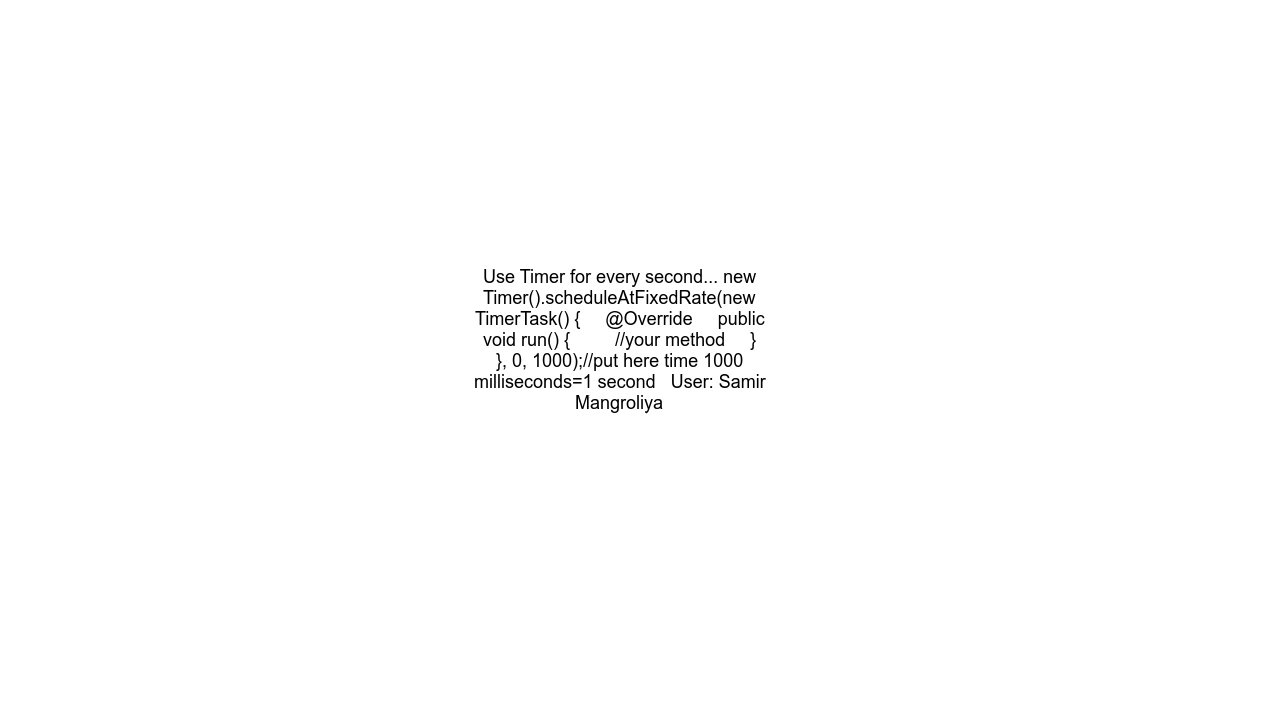 Use Timer for every second... new
Timer().scheduleAtFixedRate(new
TimerTask() {     @Override     public
void run() {         //your method     }
}, 0, 1000);//put here time 1000
milliseconds=1 second   User: Samir
Mangroliya